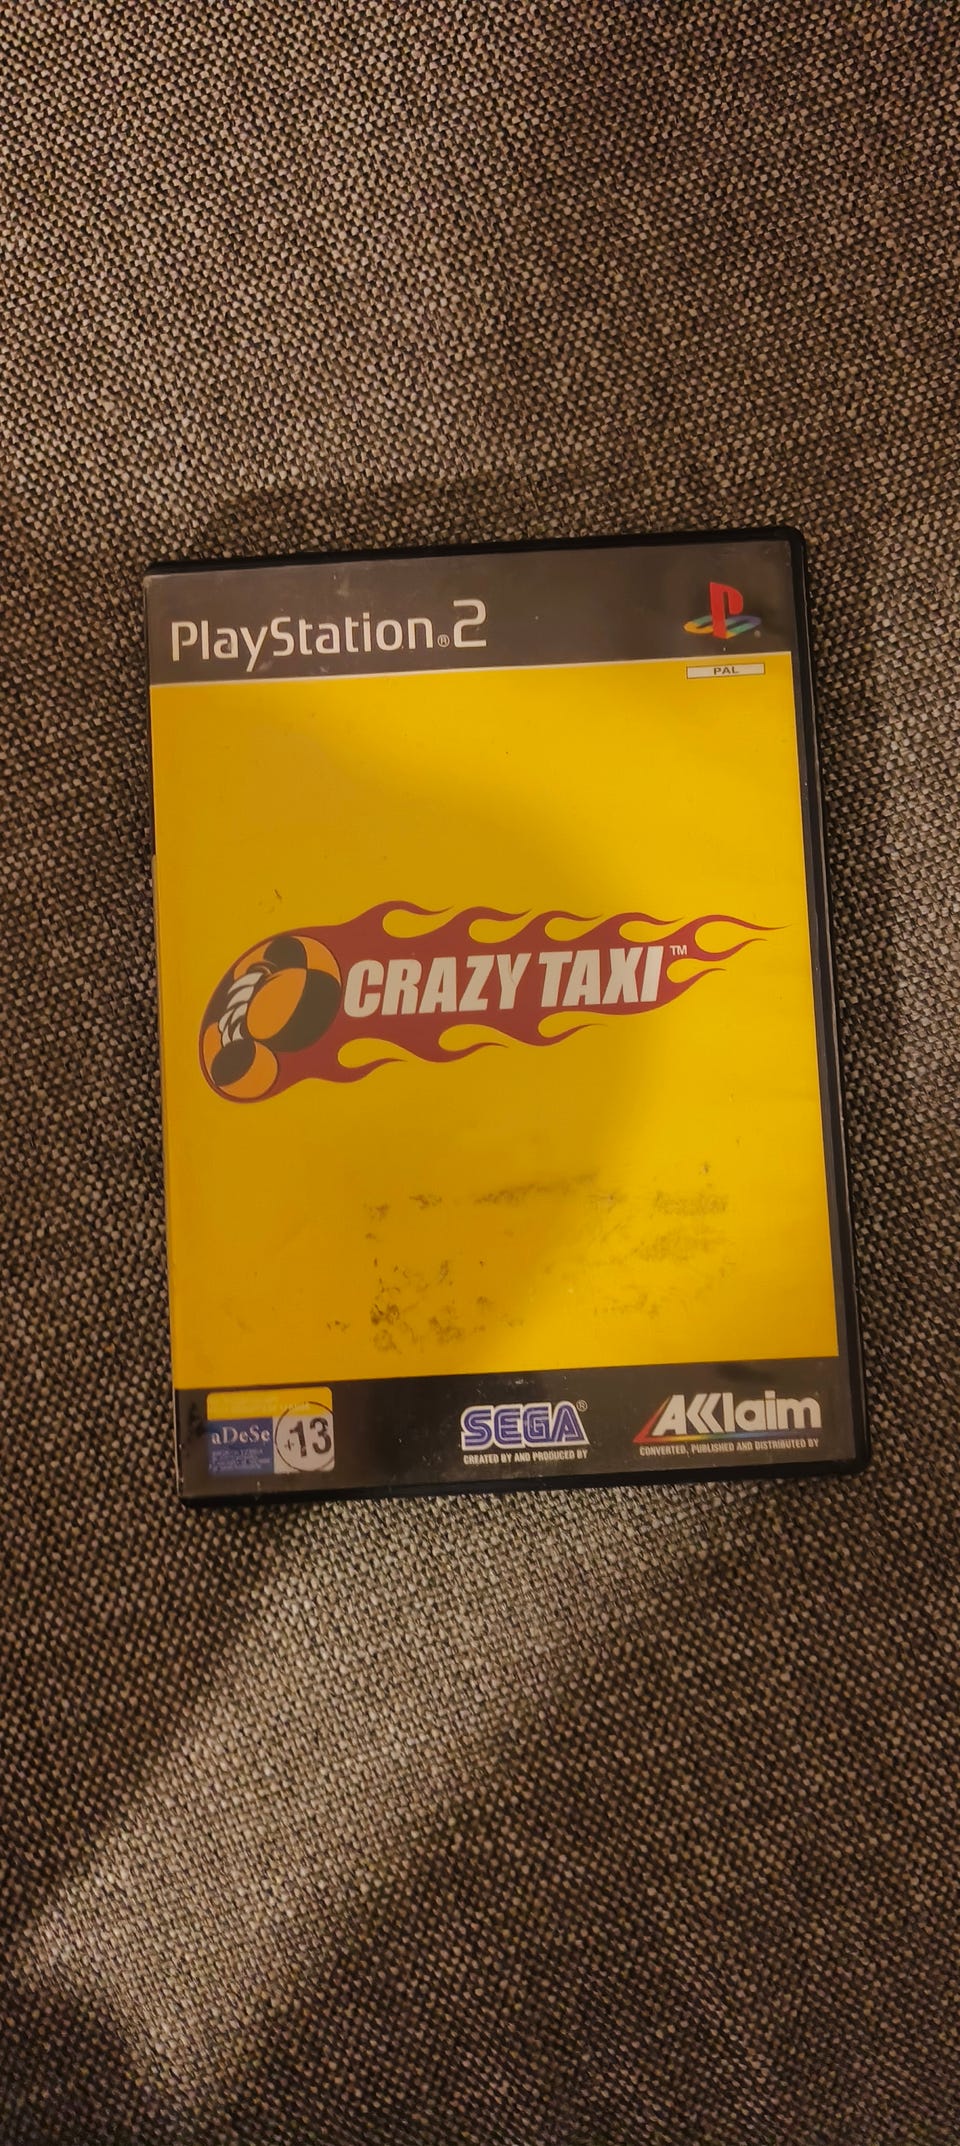 PlayStation®2
PAL
CRAZY TAXI™
aDeSe
+13
SEGA®
CREATED BY AND PRODUCED BY
AKKlaim
CONVERTED, PUBLISHED AND DISTRIBUTED BY